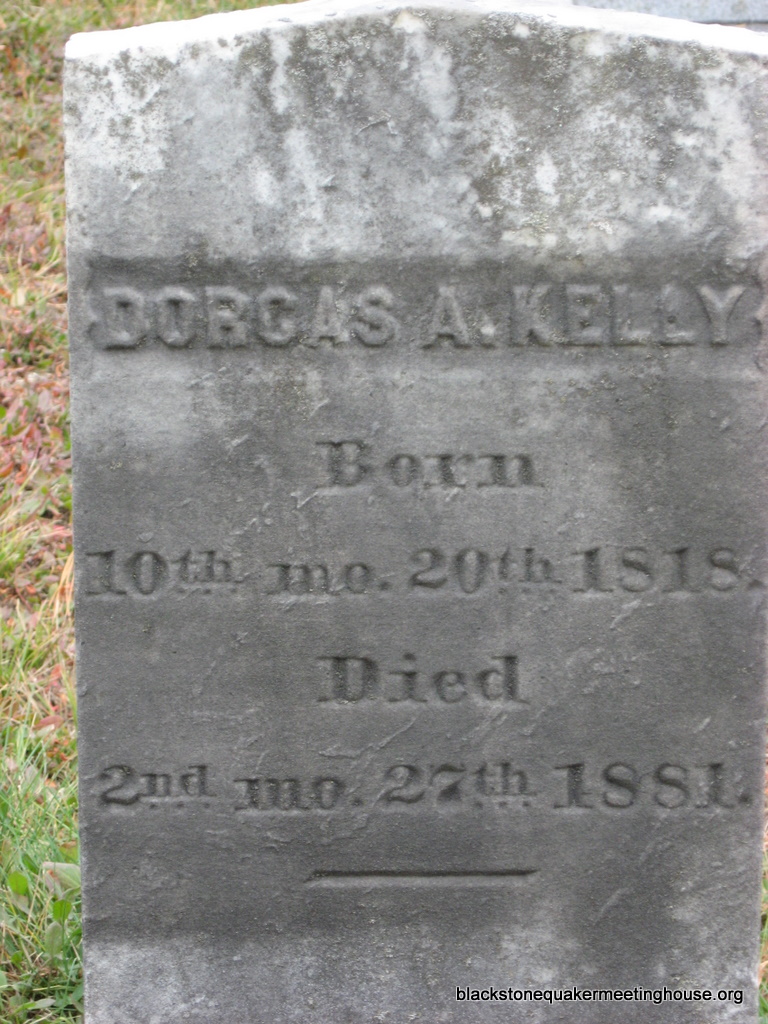 DORCAS A. KELLY
Born
10th mo. 20th 1818.
Died
2nd mo. 27th 1881.
blackstonequakermeetinghouse.org